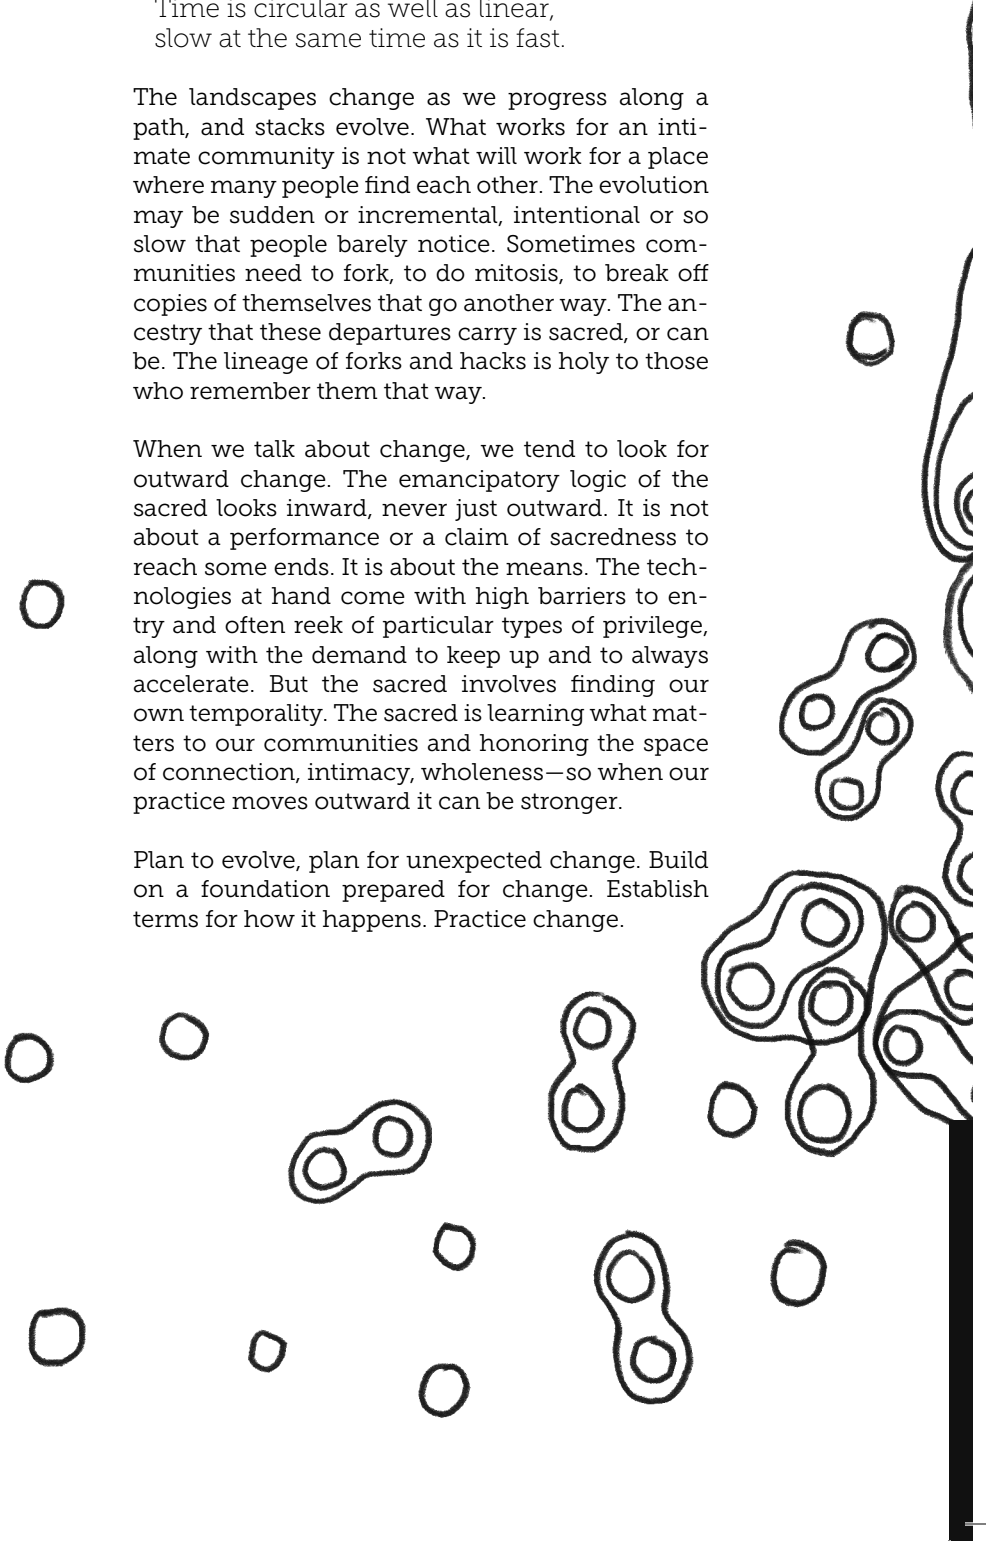 Time is circular as well as linear,
slow at the same time as it is fast.
The landscapes change as we progress along a
path, and stacks evolve. What works for an inti-
mate community is not what will work for a place
where many people find each other. The evolution
may be sudden or incremental, intentional or so
slow that people barely notice. Sometimes com-
munities need to fork, to do mitosis, to break off
copies of themselves that go another way. The an-
cestry that these departures carry is sacred, or can
be. The lineage of forks and hacks is holy to those
who remember them that way.
When we talk about change, we tend to look for
outward change. The emancipatory logic of the
sacred looks inward, never just outward. It is not
about a performance or a claim of sacredness to
reach some ends. It is about the means. The tech-
nologies at hand come with high barriers to en-
try and often reek of particular types of privilege,
along with the demand to keep up and to always
accelerate. But the sacred involves finding our
own temporality. The sacred is learning what mat-
ters to our communities and honoring the space
of connection, intimacy, wholeness—so when our
practice moves outward it can be stronger.
Plan to evolve, plan for unexpected change. Build
on a foundation prepared for change. Establish
terms for how it happens. Practice change.